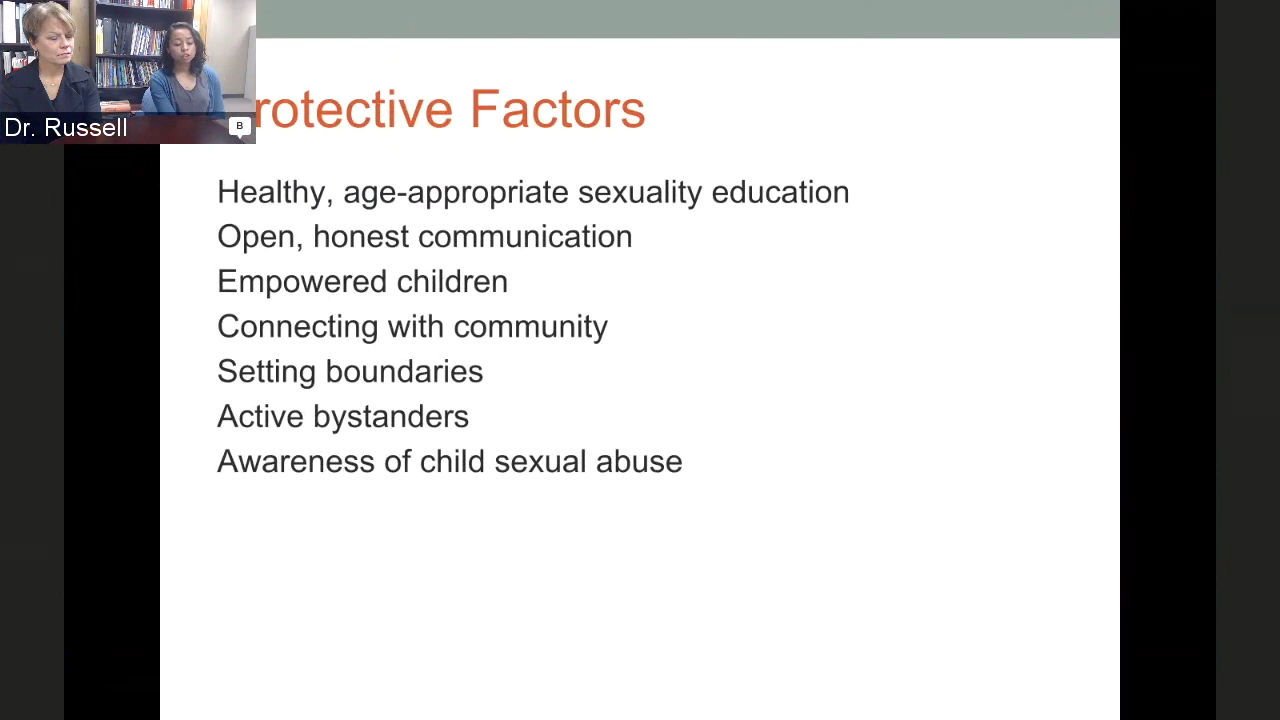 Dr. Russell
B
rotective Factors
Healthy, age-appropriate sexuality education
Open, honest communication
Empowered children
Connecting with community
Setting boundaries
Active bystanders
Awareness of child sexual abuse